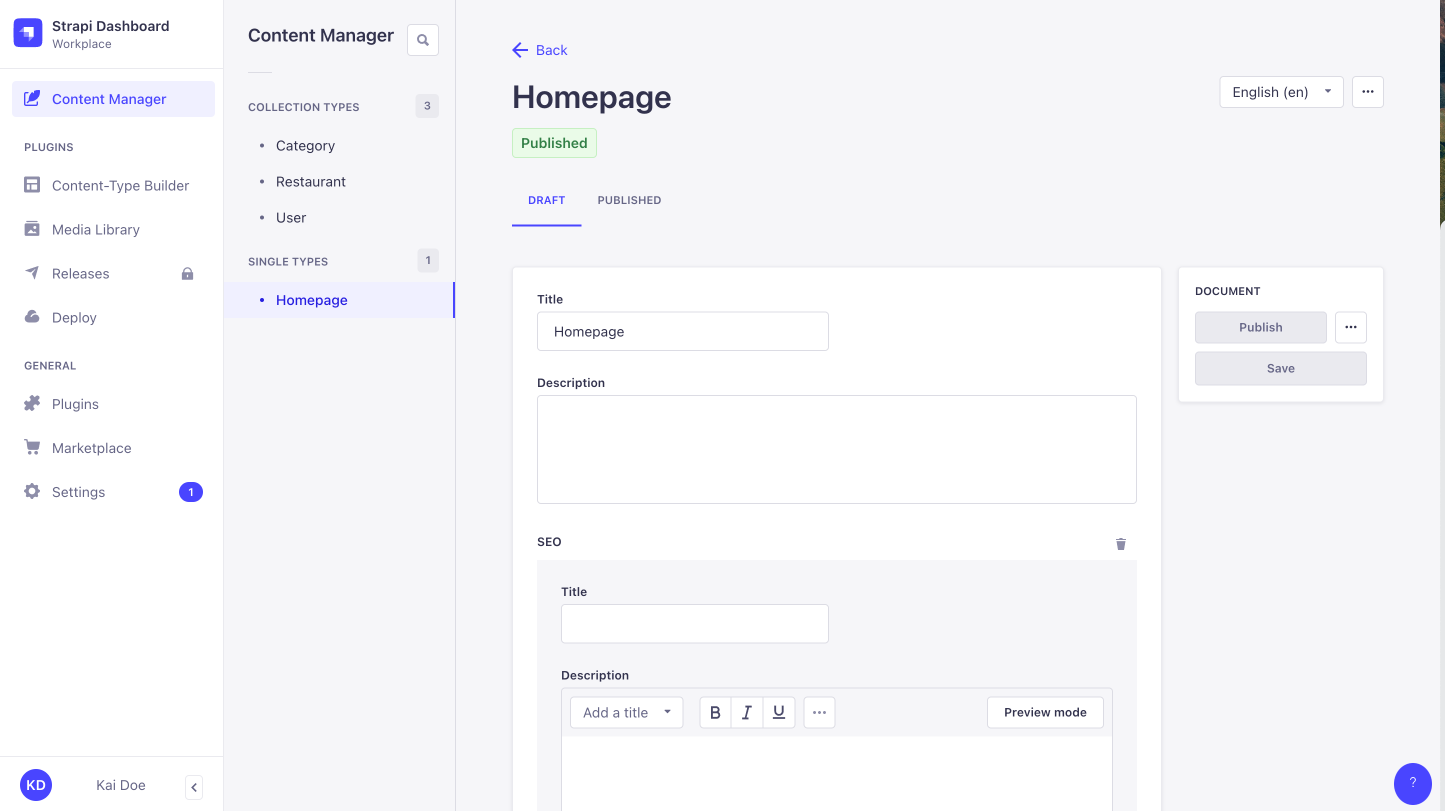 Strapi Dashboard
Workplace
Content Manager
PLUGINS
Content-Type Builder
Media Library
Releases
Deploy
GENERAL
Plugins
Marketplace
Settings
1
KD
Kai Doe
Content Manager
COLLECTION TYPES
3
Category
Restaurant
User
SINGLE TYPES
1
Homepage
Back
Homepage
English (en)
Published
DRAFT
PUBLISHED
Title
Homepage
Description
SEO
Title
Description
Add a title
B
I
U
Preview mode
DOCUMENT
Publish
Save
?